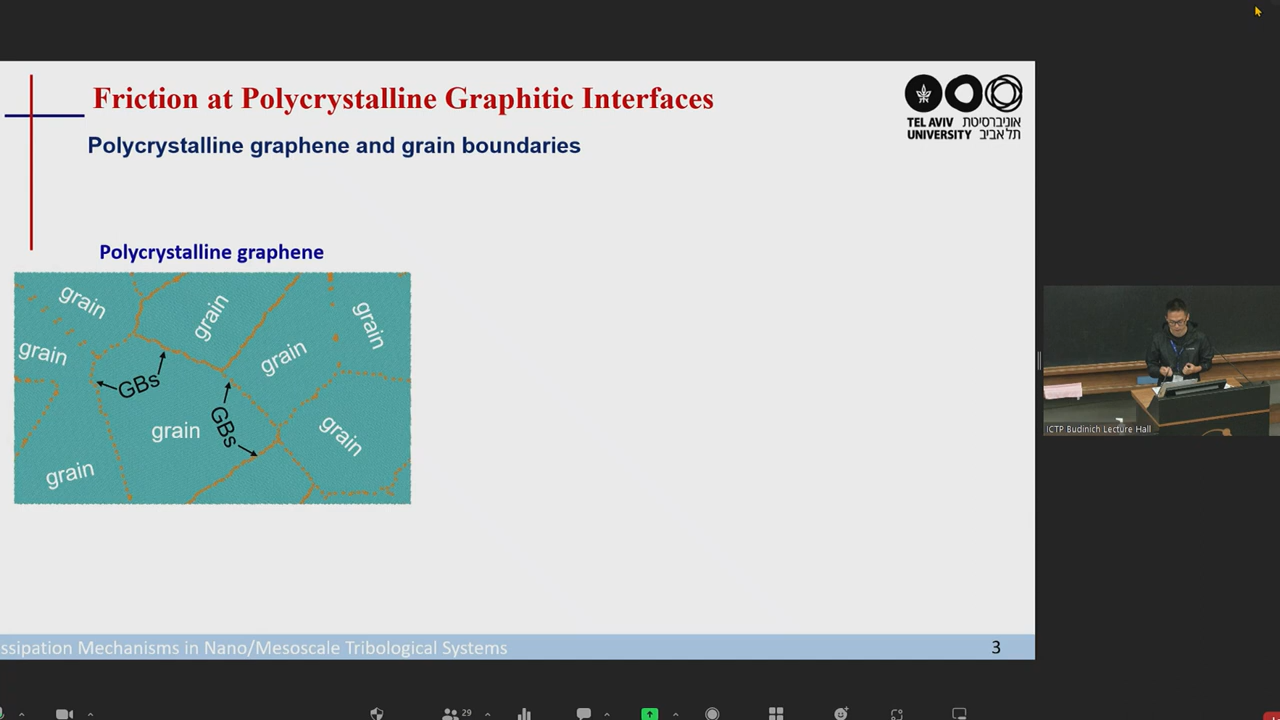 Friction at Polycrystalline Graphitic Interfaces
Polycrystalline graphene and grain boundaries
TEL AVIV אוניברסיטת
UNIVERSITY תל אביב
Polycrystalline graphene
grain
grain
grain
grain
grain
GBs
GBs
grain
grain
grain
ICTP Budinich Lecture Hall
ssipation Mechanisms in Nano/Mesoscale Tribological Systems
3
29